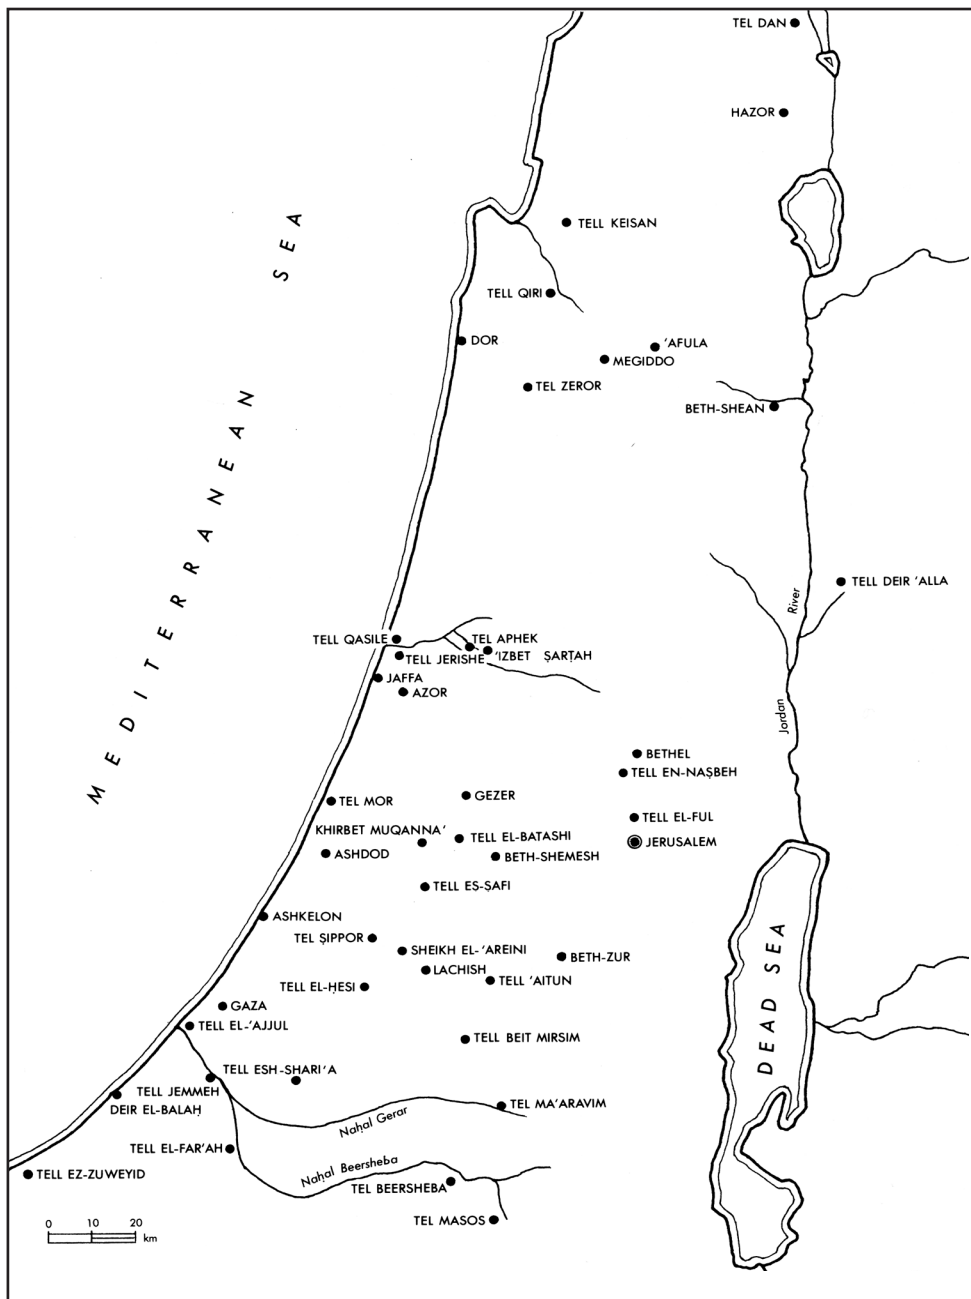 TEL DAN
HAZOR
TELL KEISAN
MEDITERRANEAN SEA
TELL QIRI
DOR
'AFULA
MEGIDDO
TEL ZEROR
BETH-SHEAN
TELL DEIR 'ALLA
River
Jordan
TELL QASILE
TEL APHEK
TELL JERISHE
'IZBET ṢARṬAH
JAFFA
AZOR
BETHEL
TELL EN-NAṢBEH
TEL MOR
GEZER
TELL EL-FUL
KHIRBET MUQANNA'
TELL EL-BATASHI
JERUSALEM
ASHDOD
BETH-SHEMESH
TELL ES-ṢAFI
ASHKELON
TEL ṢIPPOR
SHEIKH EL-'AREINI
BETH-ZUR
LACHISH
TELL 'AITUN
TELL EL-ḤESI
DEAD SEA
GAZA
TELL EL-'AJJUL
TELL BEIT MIRSIM
TELL ESH-SHARI'A
TELL JEMMEH
DEIR EL-BALAḤ
TEL MA'ARAVIM
Naḥal Gerar
TELL EL-FAR'AH
Naḥal Beersheba
TELL EZ-ZUWEYID
TEL BEERSHEBA
TEL MASOS
0 10 20
km